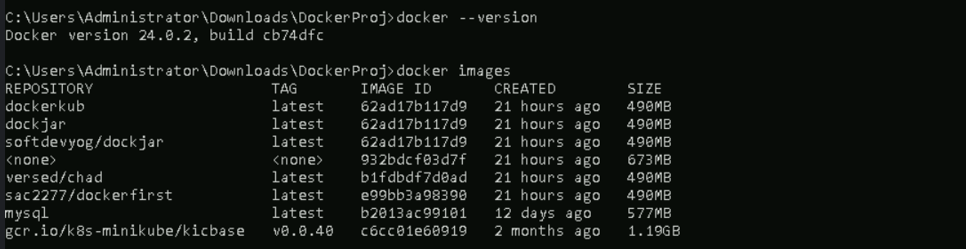 C:\Users\Administrator\Downloads\DockerProj>docker --version
Docker version 24.0.2, build cb74dfc
C:\Users\Administrator\Downloads\DockerProj>docker images
REPOSITORY TAG IMAGE ID CREATED SIZE
dockerkub latest 62ad17b117d9 21 hours ago 490MB
dockjar latest 62ad17b117d9 21 hours ago 490MB
softdevyog/dockjar latest 62ad17b117d9 21 hours ago 490MB
<none> <none> 932bdcf03d7f 21 hours ago 673MB
versed/chad latest b1fdbdf7d0ad 21 hours ago 490MB
sac2277/dockerfirst latest e99bb3a98390 21 hours ago 490MB
mysql latest b2013ac99101 12 days ago 577MB
gcr.io/k8s-minikube/kicbase v0.0.40 c6cc01e60919 2 months ago 1.19GB